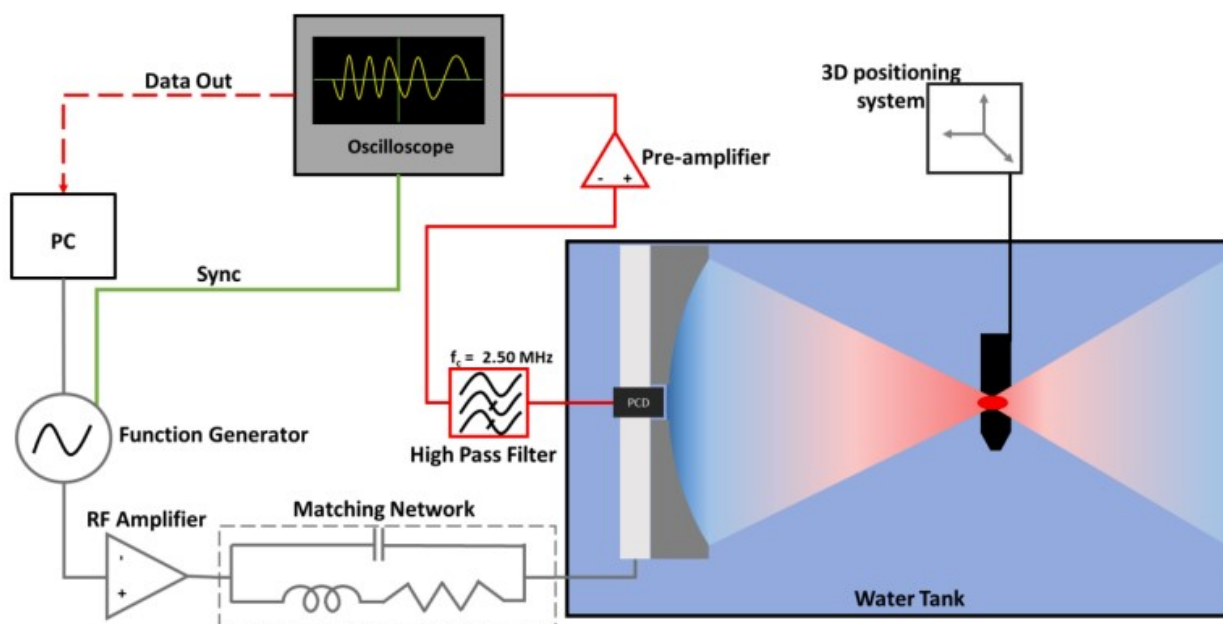 Data Out
Oscilloscope
3D positioning
system
Pre-amplifier
- +
PC
Sync
f_c = 2.50 MHz
PCD
Function Generator
High Pass Filter
RF Amplifier
Matching Network
-
+
Water Tank